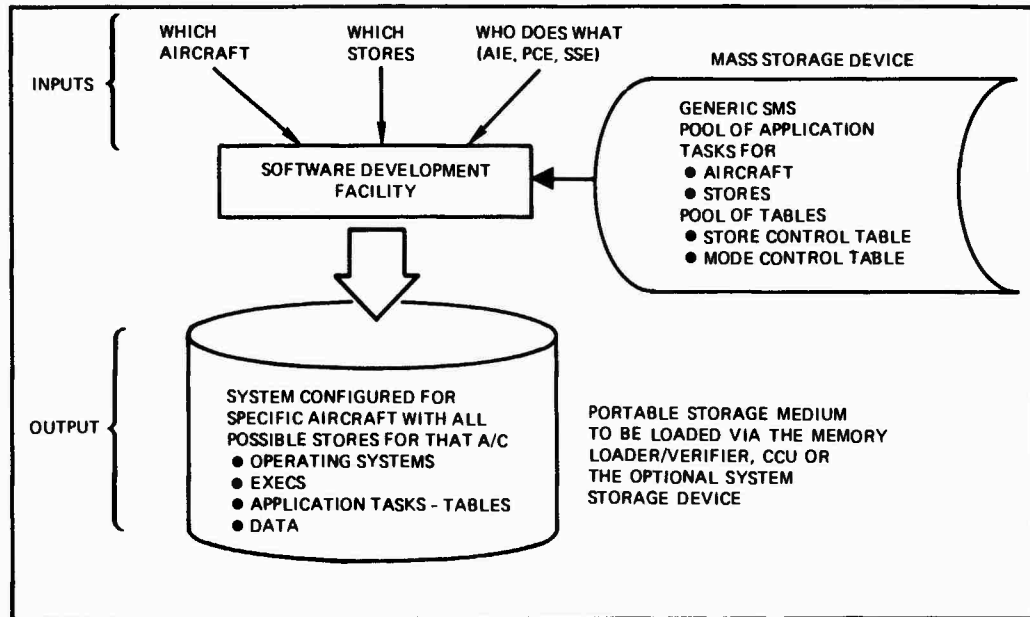 WHICH
AIRCRAFT
WHICH
STORES
WHO DOES WHAT
(AIE, PCE, SSE)
INPUTS
MASS STORAGE DEVICE
GENERIC SMS
POOL OF APPLICATION
TASKS FOR
● AIRCRAFT
● STORES
POOL OF TABLES
● STORE CONTROL TABLE
● MODE CONTROL TABLE
SOFTWARE DEVELOPMENT
FACILITY
OUTPUT
SYSTEM CONFIGURED FOR
SPECIFIC AIRCRAFT WITH ALL
POSSIBLE STORES FOR THAT A/C
● OPERATING SYSTEMS
● EXECS
● APPLICATION TASKS - TABLES
● DATA
PORTABLE STORAGE MEDIUM
TO BE LOADED VIA THE MEMORY
LOADER/VERIFIER, CCU OR
THE OPTIONAL SYSTEM
STORAGE DEVICE